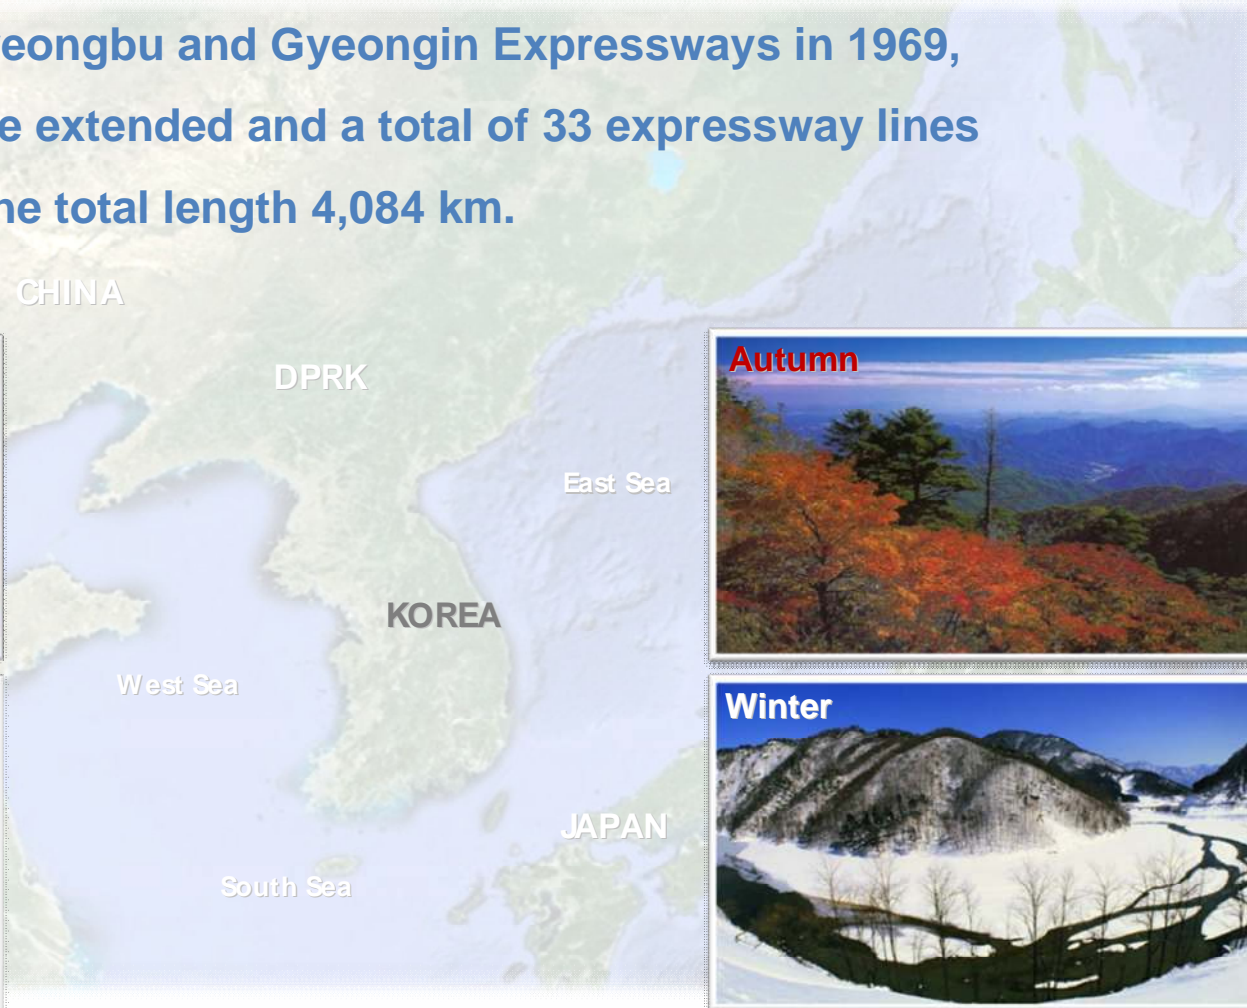 eongbu and Gyeongin Expressways in 1969,
e extended and a total of 33 expressway lines
he total length 4,084 km.
CHINA
DPRK
Autumn
East Sea
KOREA
West Sea
Winter
JAPAN
South Sea